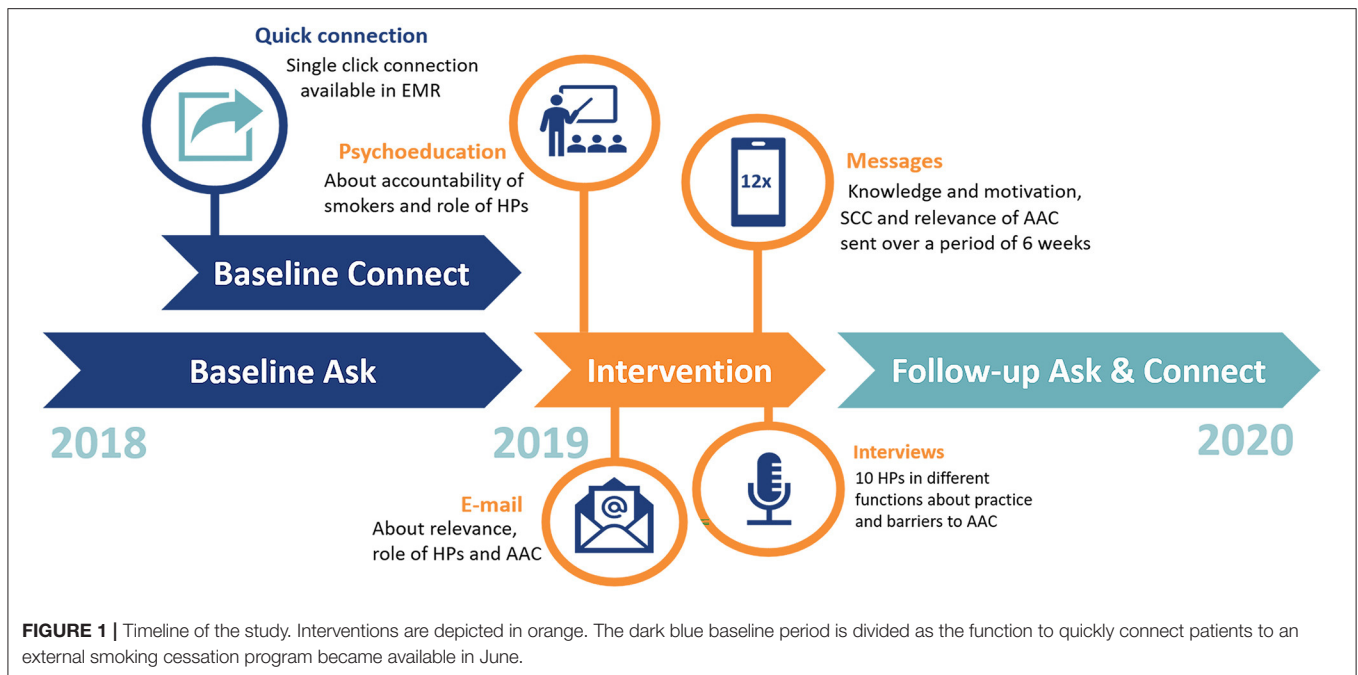 Quick connection
Single click connection
available in EMR
Psychoeducation
About accountability of
smokers and role of HPs
12x
Messages
Knowledge and motivation,
SCC and relevance of AAC
sent over a period of 6 weeks
Baseline Connect
Baseline Ask
Intervention
Follow-up Ask & Connect
2018
2019
2020
E-mail
About relevance,
role of HPs and AAC
@
Interviews
10 HPs in different
functions about practice
and barriers to AAC
FIGURE 1 | Timeline of the study. Interventions are depicted in orange. The dark blue baseline period is divided as the function to quickly connect patients to an
external smoking cessation program became available in June.